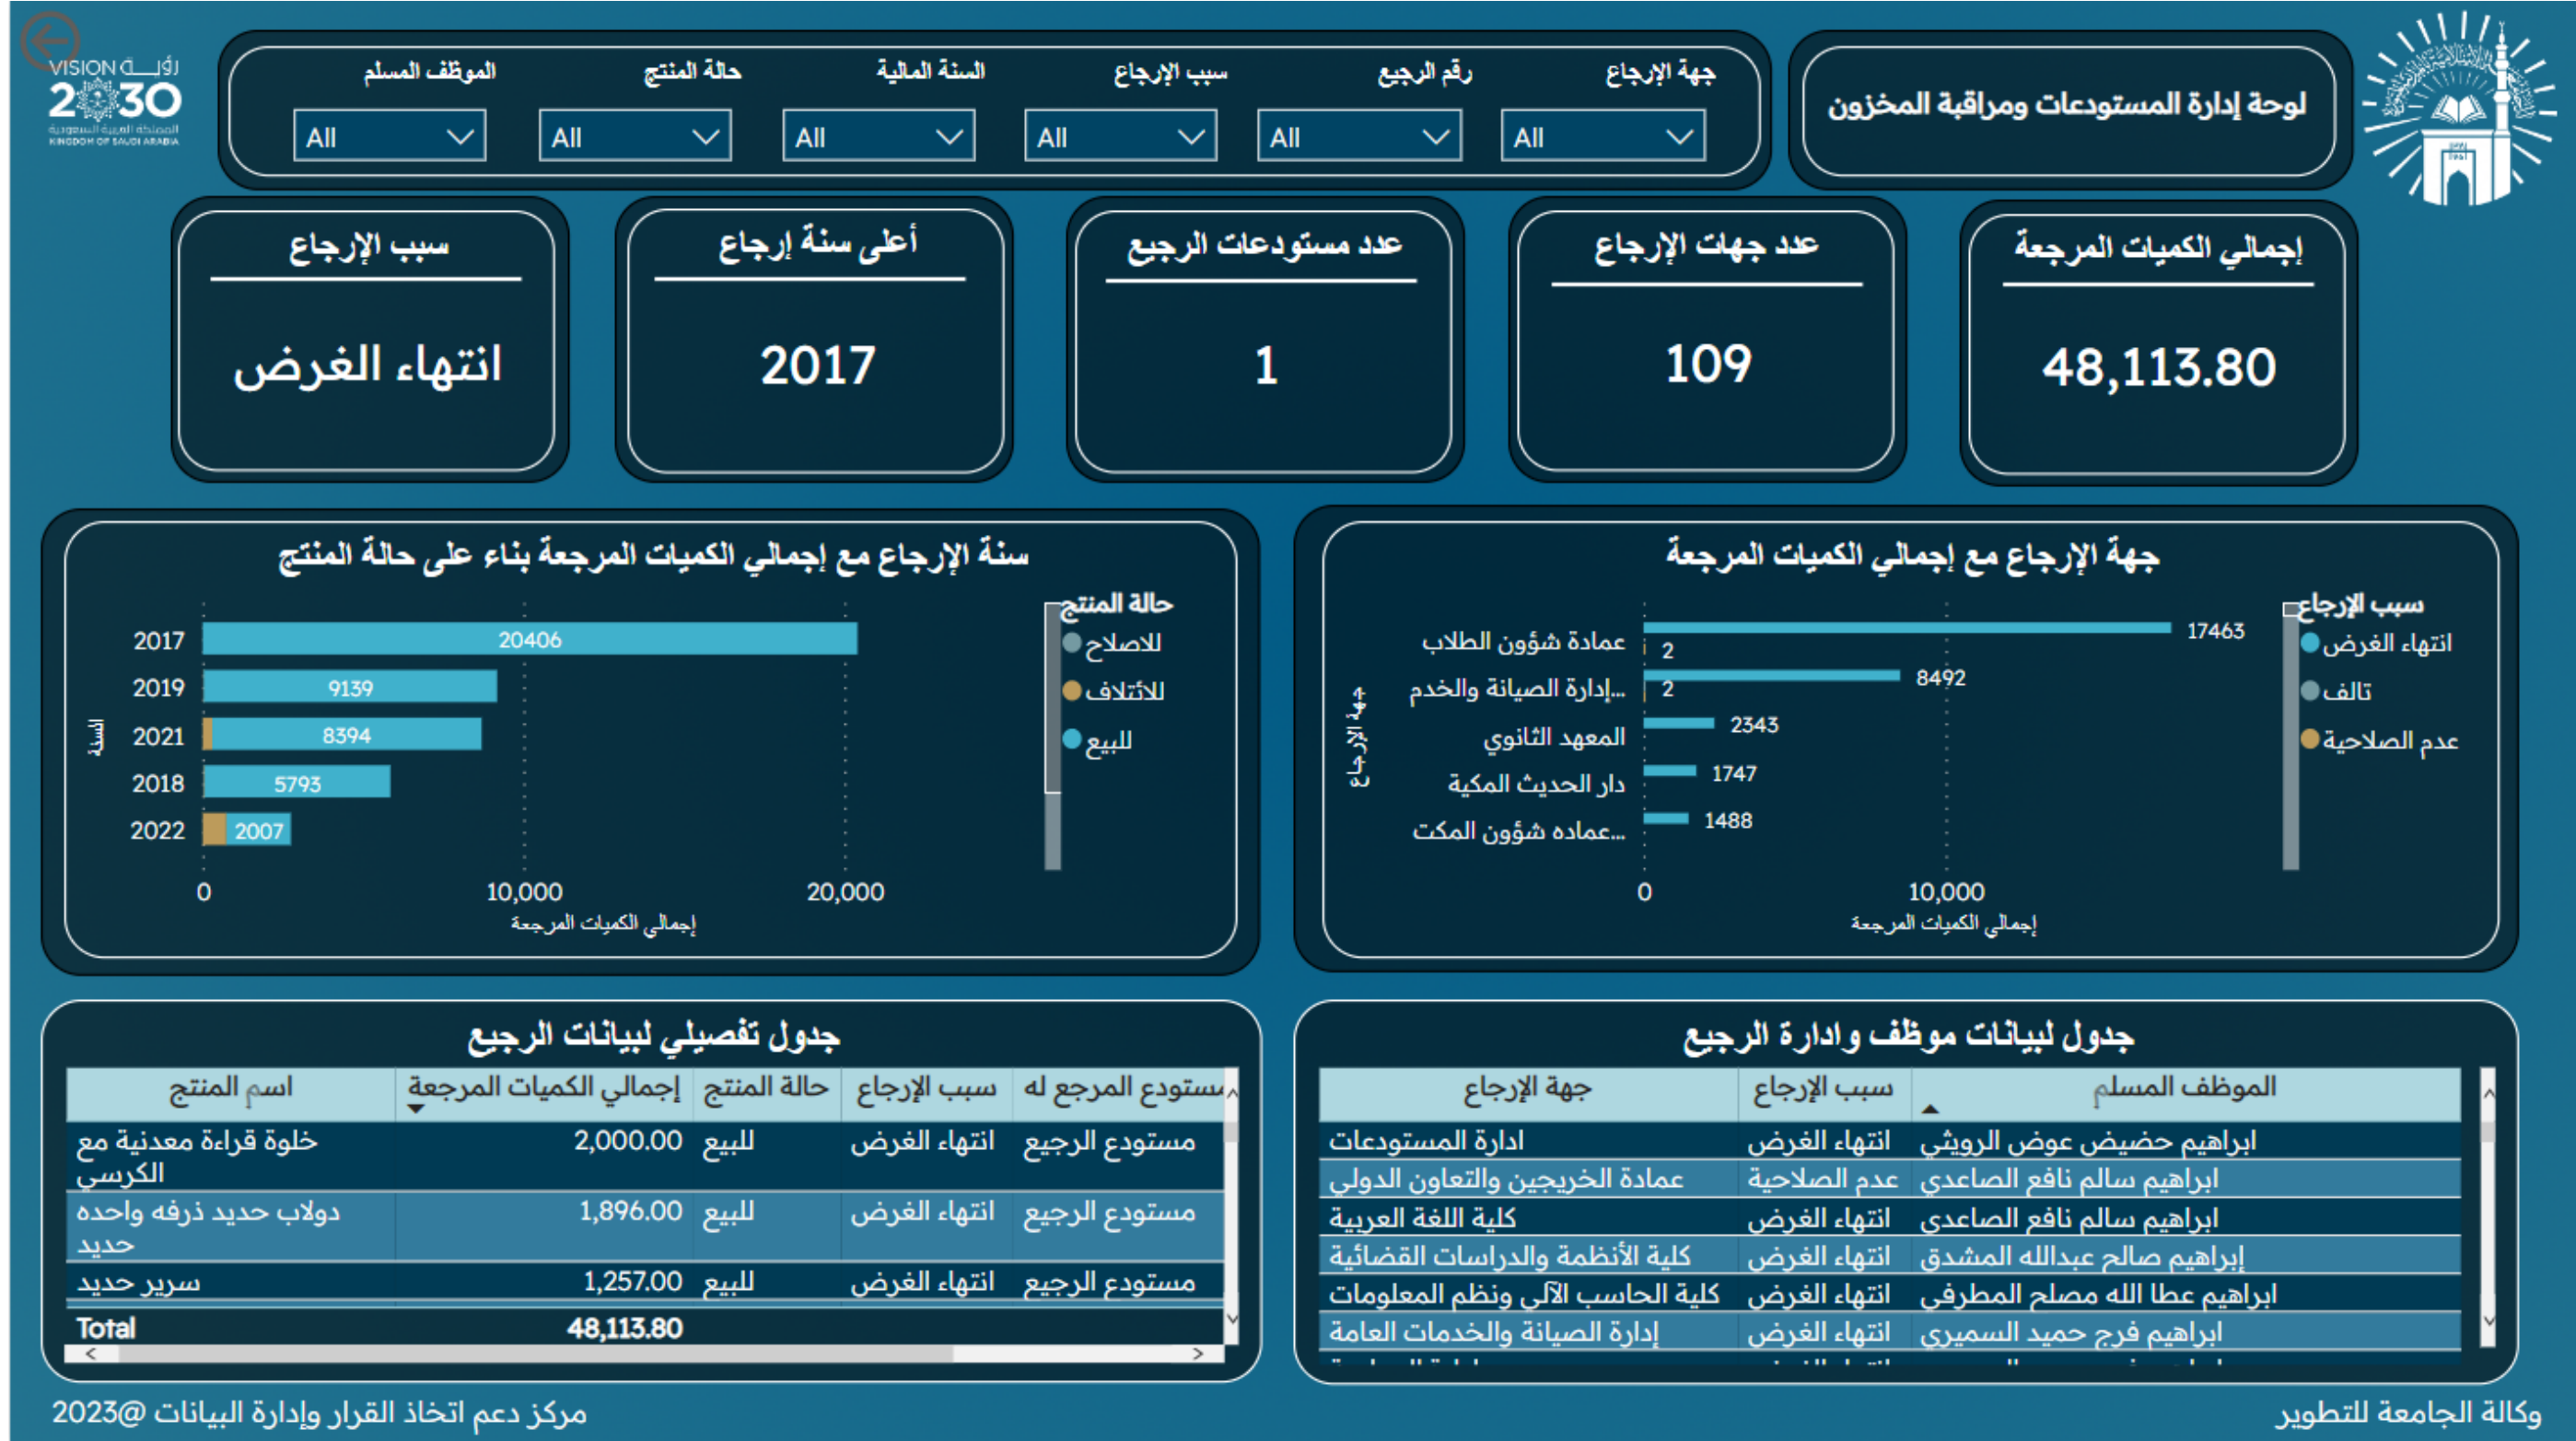 لوحة إدارة المستودعات ومراقبة المخزون
جهة الإرجاع
All
رقم الرجيع
All
سبب الإرجاع
All
السنة المالية
All
حالة المنتج
All
الموظف المسلم
All
VISION رؤيــة
2030
المملكة العربية السعودية
KINGDOM OF SAUDI ARABIA
1961
إجمالي الكميات المرجعة
48,113.80
عدد جهات الإرجاع
109
عدد مستودعات الرجيع
1
أعلى سنة إرجاع
2017
سبب الإرجاع
انتهاء الغرض
جهة الإرجاع مع إجمالي الكميات المرجعة
سبب الإرجاع
انتهاء الغرض
تالف
عدم الصلاحية
جهة الإرجاع
عمادة شؤون الطلاب 17463 2
إدارة الصيانة والخدم... 8492 2
المعهد الثانوي 2343
دار الحديث المكية 1747
عماده شؤون المكت... 1488
0 10,000
إجمالي الكميات المرجعة
سنة الإرجاع مع إجمالي الكميات المرجعة بناء على حالة المنتج
حالة المنتج
للاصلاح
للائتلاف
للبيع
السنة
2017 20406
2019 9139
2021 8394
2018 5793
2022 2007
0 10,000 20,000
إجمالي الكميات المرجعة
جدول لبيانات موظف وادارة الرجيع
الموظف المسلم سبب الإرجاع جهة الإرجاع
ابراهيم حضيض عوض الرويثي انتهاء الغرض ادارة المستودعات
ابراهيم سالم نافع الصاعدي عدم الصلاحية عمادة الخريجين والتعاون الدولي
ابراهيم سالم نافع الصاعدي انتهاء الغرض كلية اللغة العربية
إبراهيم صالح عبدالله المشدق انتهاء الغرض كلية الأنظمة والدراسات القضائية
ابراهيم عطا الله مصلح المطرفي انتهاء الغرض كلية الحاسب الآلي ونظم المعلومات
ابراهيم فرج حميد السميري انتهاء الغرض إدارة الصيانة والخدمات العامة
جدول تفصيلي لبيانات الرجيع
مستودع المرجع له سبب الإرجاع حالة المنتج إجمالي الكميات المرجعة اسم المنتج
مستودع الرجيع انتهاء الغرض للبيع 2,000.00 خلوة قراءة معدنية مع
الكرسي
مستودع الرجيع انتهاء الغرض للبيع 1,896.00 دولاب حديد ذرفه واحده
حديد
مستودع الرجيع انتهاء الغرض للبيع 1,257.00 سرير حديد
Total 48,113.80
وكالة الجامعة للتطوير
مركز دعم اتخاذ القرار وإدارة البيانات @2023